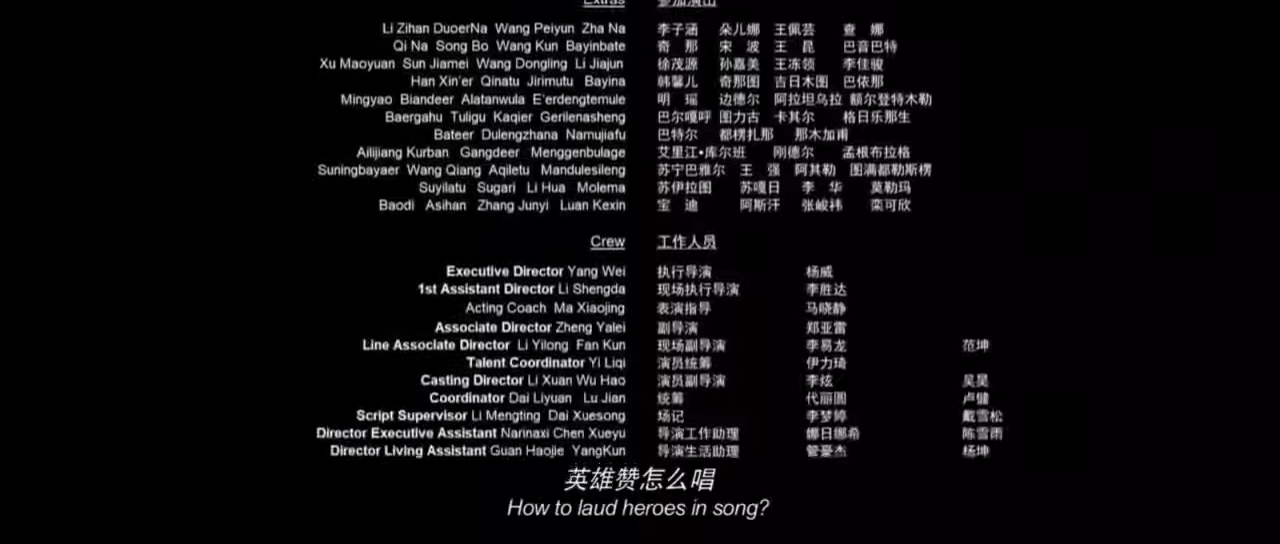 Extras 参加演出
Li Zihan DuoerNa Wang Peiyun Zha Na 李子涵 朵儿娜 王佩芸 查 娜
Qi Na Song Bo Wang Kun Bayinbate 奇 那 宋 波 王 昆 巴音巴特
Xu Maoyuan Sun Jiamei Wang Dongling Li Jiajun 徐茂源 孙嘉美 王冻领 李佳骏
Han Xin'er Qinatu Jirimutu Bayina 韩馨儿 奇那图 吉日木图 巴依那
Mingyao Biandeer Alatanwula E'erdengtemule 明 瑶 边德尔 阿拉坦乌拉 额尔登特木勒
Baergahu Tuligu Kaqier Gerilenasheng 巴尔嘎呼 图力古 卡其尔 格日乐那生
Bateer Dulengzhana Namujiafu 巴特尔 都楞扎那 那木加甫
Ailijiang Kurban Gangdeer Menggenbulage 艾里江•库尔班 刚德尔 孟根布拉格
Suningbayaer Wang Qiang Aqiletu Mandulesileng 苏宁巴雅尔 王 强 阿其勒 图满都勒斯楞
Suyilatu Sugari Li Hua Molema 苏伊拉图 苏嘎日 李 华 莫勒玛
Baodi Asihan Zhang Junyi Luan Kexin 宝 迪 阿斯汗 张峻祎 栾可欣
Crew 工作人员
Executive Director Yang Wei 执行导演 杨威
1st Assistant Director Li Shengda 现场执行导演 李胜达
Acting Coach Ma Xiaojing 表演指导 马晓静
Associate Director Zheng Yalei 副导演 郑亚雷
Line Associate Director Li Yilong Fan Kun 现场副导演 李易龙 范坤
Talent Coordinator Yi Liqi 演员统筹 伊力琦
Casting Director Li Xuan Wu Hao 演员副导演 李炫 吴昊
Coordinator Dai Liyuan Lu Jian 统筹 代丽圆 卢健
Script Supervisor Li Mengting Dai Xuesong 场记 李梦婷 戴雪松
Director Executive Assistant Narinaxi Chen Xueyu 导演工作助理 娜日娜希 陈雪雨
Director Living Assistant Guan Haojie YangKun 导演生活助理 管豪杰 杨坤
英雄赞怎么唱
How to laud heroes in song?